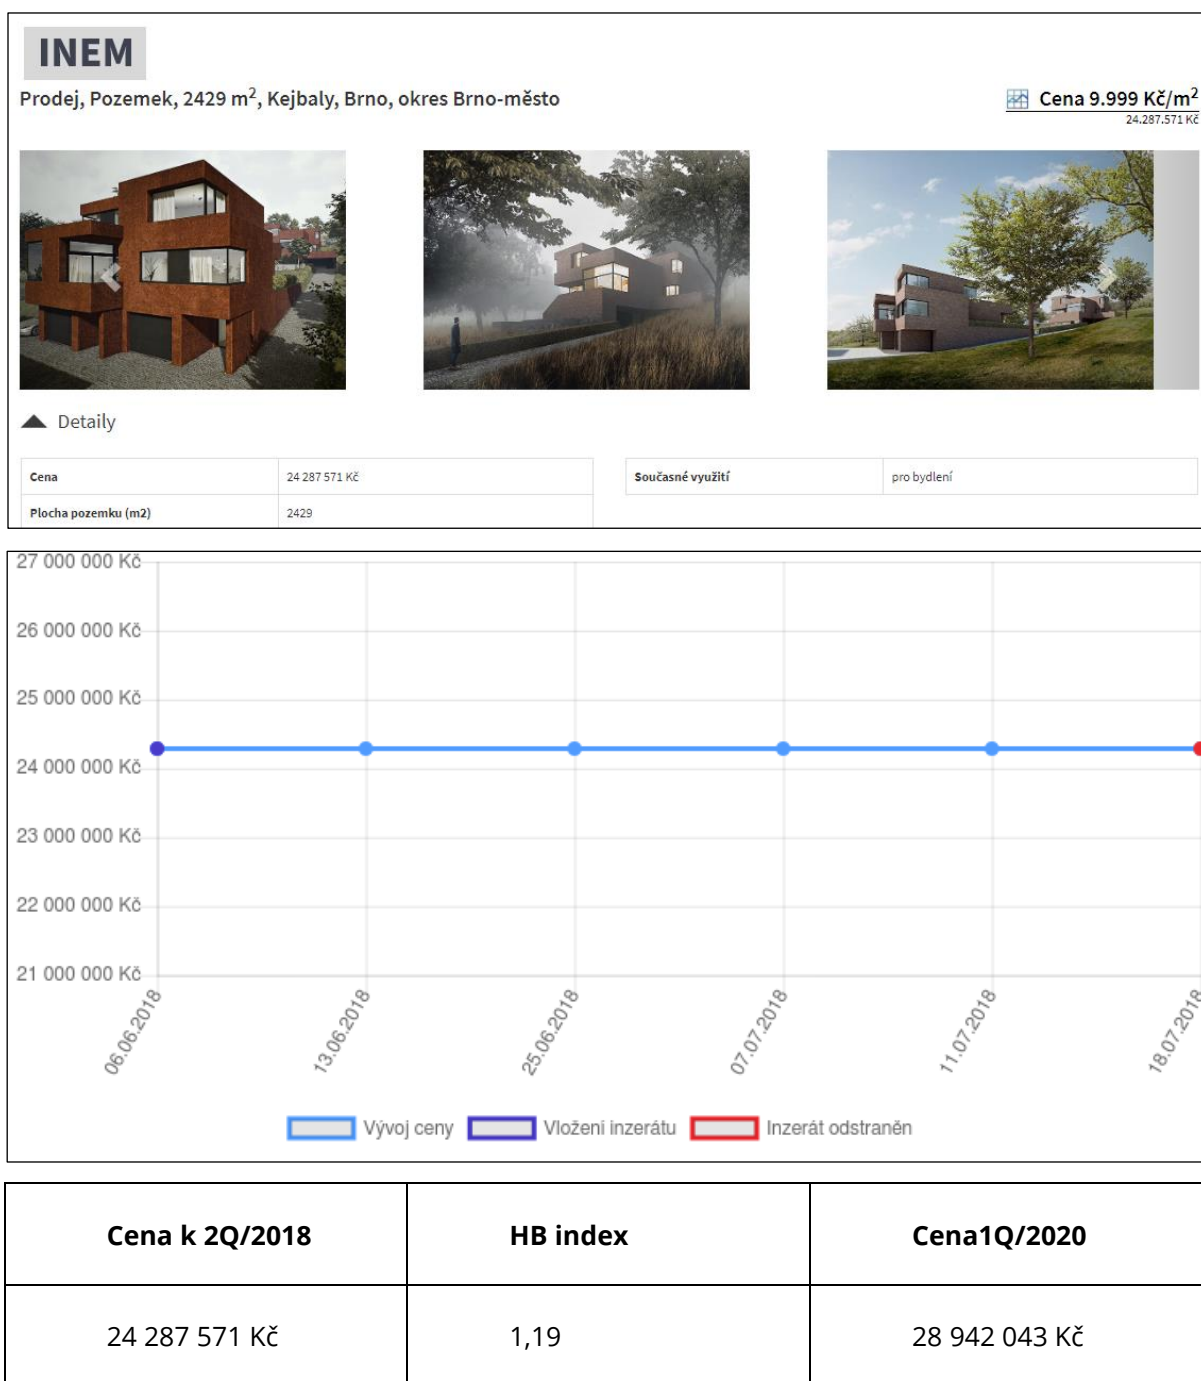 INEM
Prodej, Pozemek, 2429 m², Kejbaly, Brno, okres Brno-město
Cena 9.999 Kč/m²
24.287.571 Kč
Detaily
Cena 24 287 571 Kč Současné využití pro bydlení
Plocha pozemku (m2) 2429
27 000 000 Kč
26 000 000 Kč
25 000 000 Kč
24 000 000 Kč
23 000 000 Kč
22 000 000 Kč
21 000 000 Kč
06.06.2018 13.06.2018 25.06.2018 07.07.2018 11.07.2018 18.07.2018
Vývoj ceny Vložení inzerátu Inzerát odstraněn
Cena k 2Q/2018 HB index Cena1Q/2020
24 287 571 Kč 1,19 28 942 043 Kč